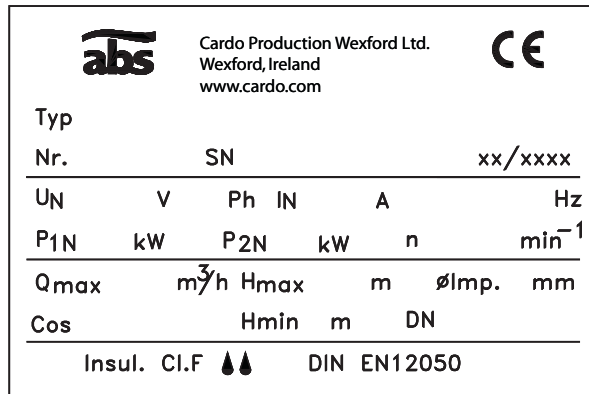 abs
Cardo Production Wexford Ltd.
Wexford, Ireland
www.cardo.com
CE
Typ
Nr. SN xx/xxxx
UN V Ph IN A Hz
P1N kW P2N kW n min⁻¹
Qmax m³/h Hmax m øImp. mm
Cos Hmin m DN
Insul. Cl.F DIN EN12050